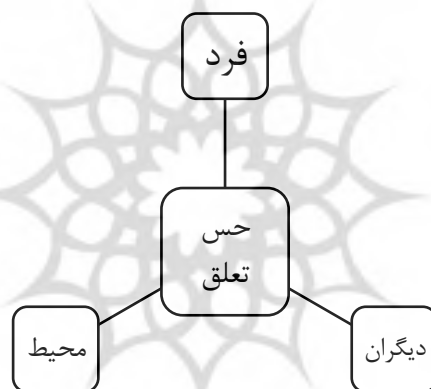 فرد
حس
تعلق
دیگران
محیط